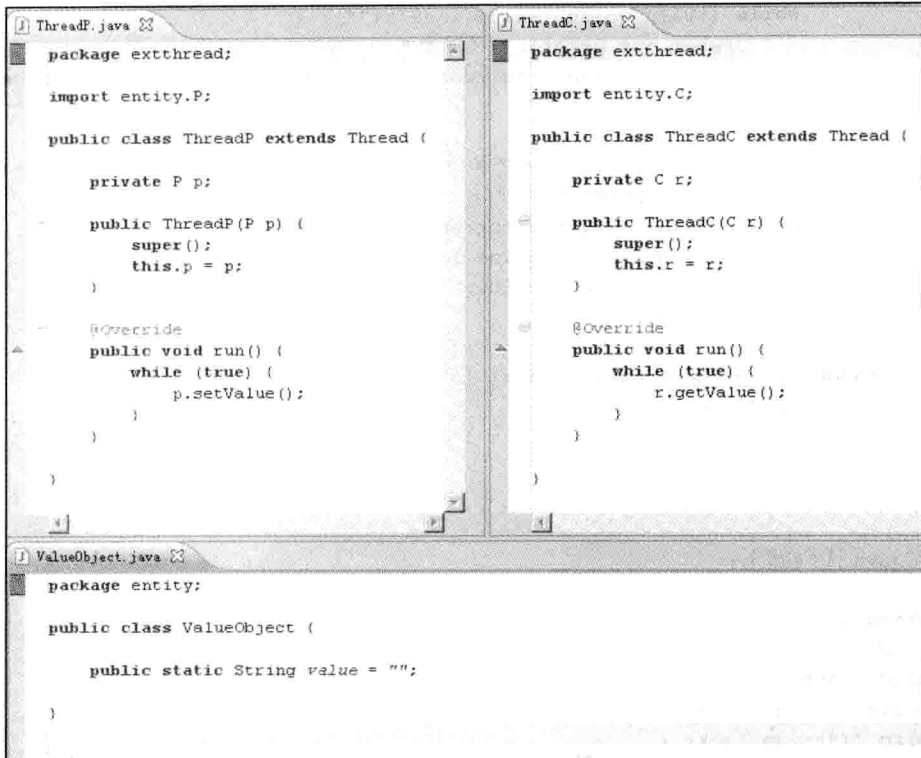 ThreadP.java
package extthread;
import entity.P;
public class ThreadP extends Thread {
private P p;
public ThreadP(P p) {
super();
this.p = p;
}
@Override
public void run() {
while (true) {
p.setValue();
}
}
}
ThreadC.java
package extthread;
import entity.C;
public class ThreadC extends Thread {
private C r;
public ThreadC(C r) {
super();
this.r = r;
}
@Override
public void run() {
while (true) {
r.getValue();
}
}
}
ValueObject.java
package entity;
public class ValueObject {
public static String value = "";
}